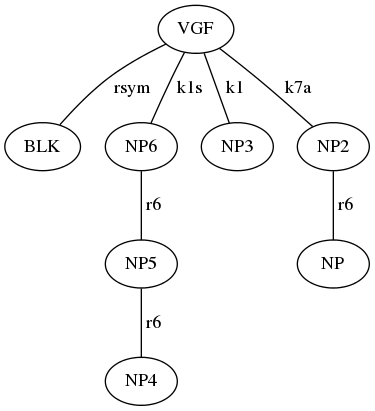 VGF
rsym k1s k1 k7a
BLK NP6 NP3 NP2
r6 r6
NP5 NP
r6
NP4